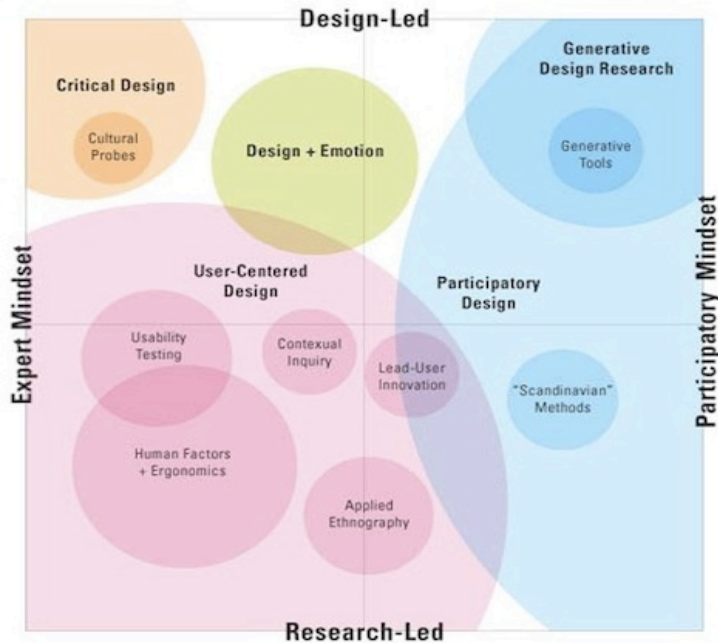 Design-Led
Generative
Design Research
Critical Design
Cultural
Probes
Design + Emotion
Generative
Tools
Expert Mindset
Participatory Mindset
User-Centered
Design
Participatory
Design
Usability
Testing
Contexual
Inquiry
Lead-User
Innovation
“Scandinavian”
Methods
Human Factors
+ Ergonomics
Applied
Ethnography
Research-Led